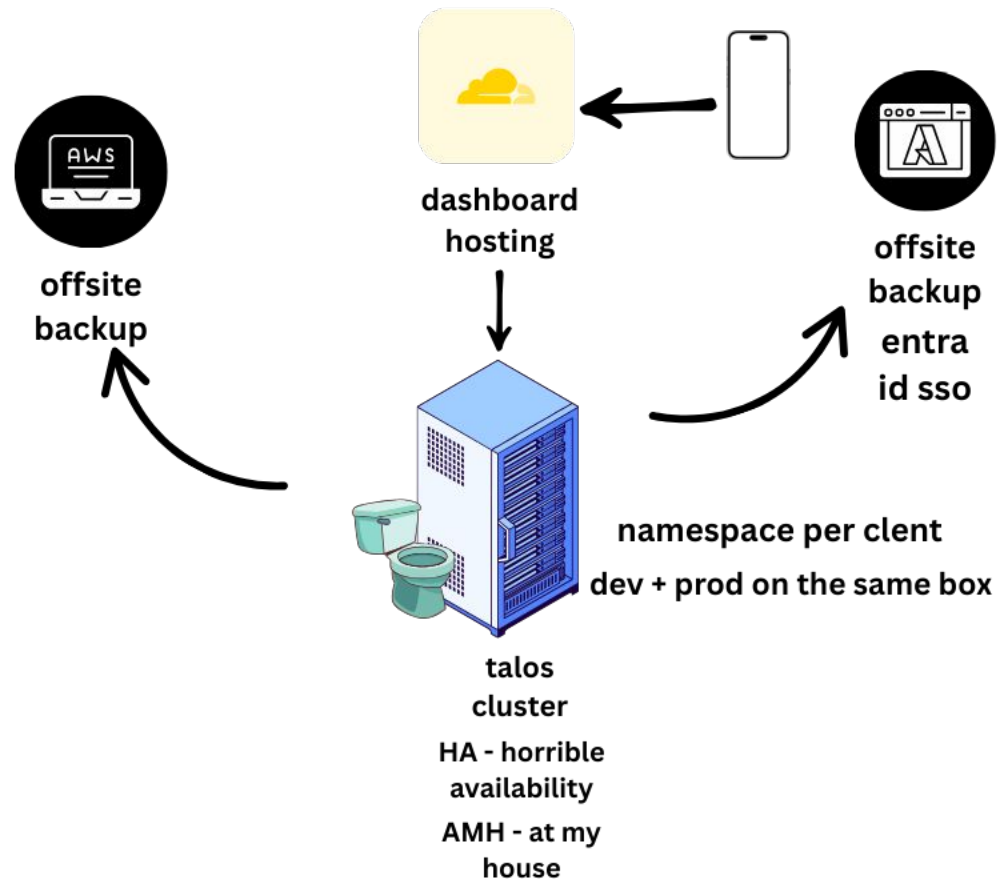 AWS
dashboard
hosting
offsite
backup
offsite
backup
entra
id sso
namespace per clent
dev + prod on the same box
talos
cluster
HA - horrible
availability
AMH - at my
house